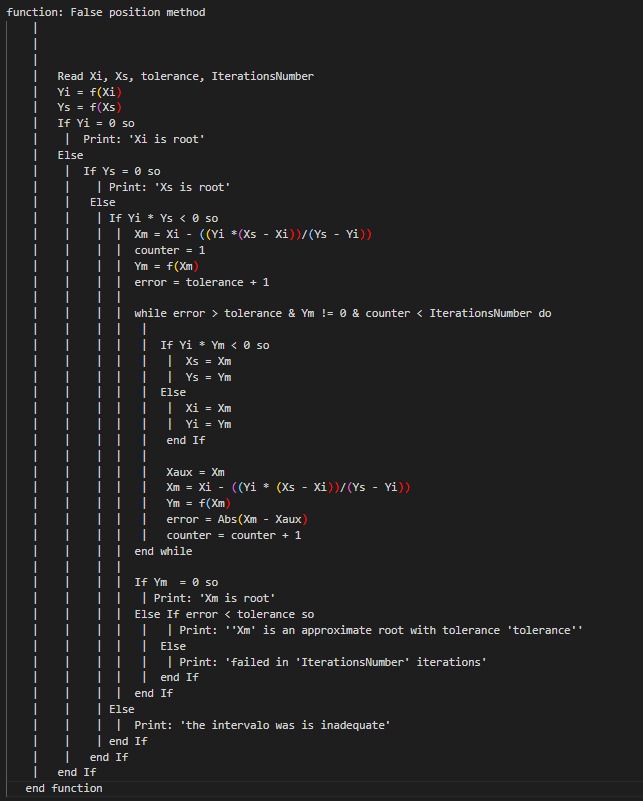 function: False position method
|
|
|
| Read Xi, Xs, tolerance, IterationsNumber
| Yi = f(Xi)
| Ys = f(Xs)
| If Yi = 0 so
| | Print: 'Xi is root'
| Else
| | If Ys = 0 so
| | | Print: 'Xs is root'
| | Else
| | | If Yi * Ys < 0 so
| | | | Xm = Xi - ((Yi *(Xs - Xi))/(Ys - Yi))
| | | | counter = 1
| | | | Ym = f(Xm)
| | | | error = tolerance + 1
| | | |
| | | | while error > tolerance & Ym != 0 & counter < IterationsNumber do
| | | | |
| | | | | If Yi * Ym < 0 so
| | | | | | Xs = Xm
| | | | | | Ys = Ym
| | | | | Else
| | | | | | Xi = Xm
| | | | | | Yi = Ym
| | | | | end If
| | | | |
| | | | | Xaux = Xm
| | | | | Xm = Xi - ((Yi * (Xs - Xi))/(Ys - Yi))
| | | | | Ym = f(Xm)
| | | | | error = Abs(Xm - Xaux)
| | | | | counter = counter + 1
| | | | end while
| | | |
| | | | If Ym = 0 so
| | | | | Print: 'Xm is root'
| | | | Else If error < tolerance so
| | | | | | Print: ''Xm' is an approximate root with tolerance 'tolerance''
| | | | | Else
| | | | | | Print: 'failed in 'IterationsNumber' iterations'
| | | | | end If
| | | | end If
| | | Else
| | | | Print: 'the intervalo was is inadequate'
| | | end If
| | end If
| end If
end function